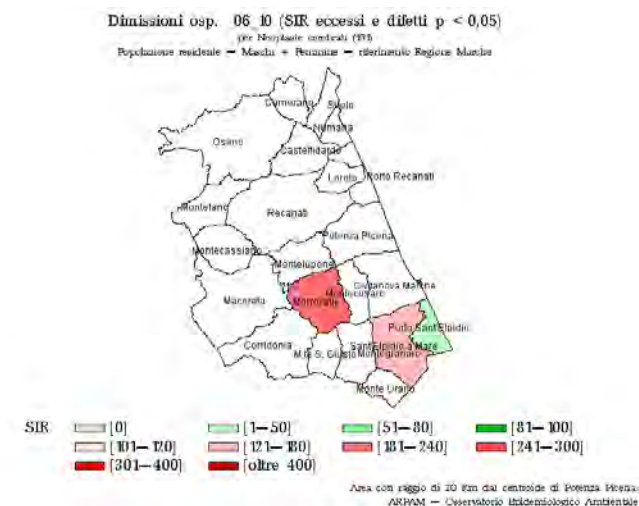 Dimissioni osp. 06_10 (SIR eccessi e difetti p < 0,05)
per Neoplasie
Popolazione residente - Maschi + Femmine - riferimento Regione Marche
Camerano
Sirolo
Numana
Osimo
Castelfidardo
Loreto
Porto Recanati
Montefano
Recanati
Potenza Picena
Montecassiano
Montelupone
Civitanova Marche
Montecosaro
Macerata
Morrovalle
Porto Sant'Elpidio
Corridonia
M.te S. Giusto
Sant'Elpidio a Mare
Montegranaro
Monte Urano
SIR [0] [1-50] [51-80] [81-100]
[101-120] [121-180] [181-240] [241-300]
[301-400] [oltre 400]
Area con raggio di 20 Km dal centroide di Potenza Picena.
ARPAM - Osservatorio Epidemiologico Ambientale